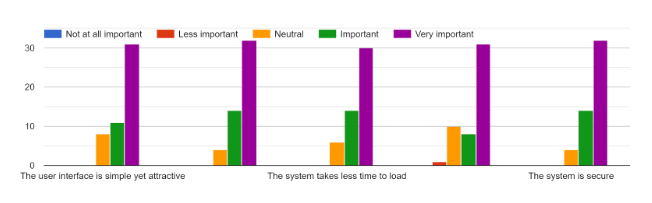 Not at all important Less important Neutral Important Very important
30
20
10
0
The user interface is simple yet attractive The system takes less time to load The system is secure